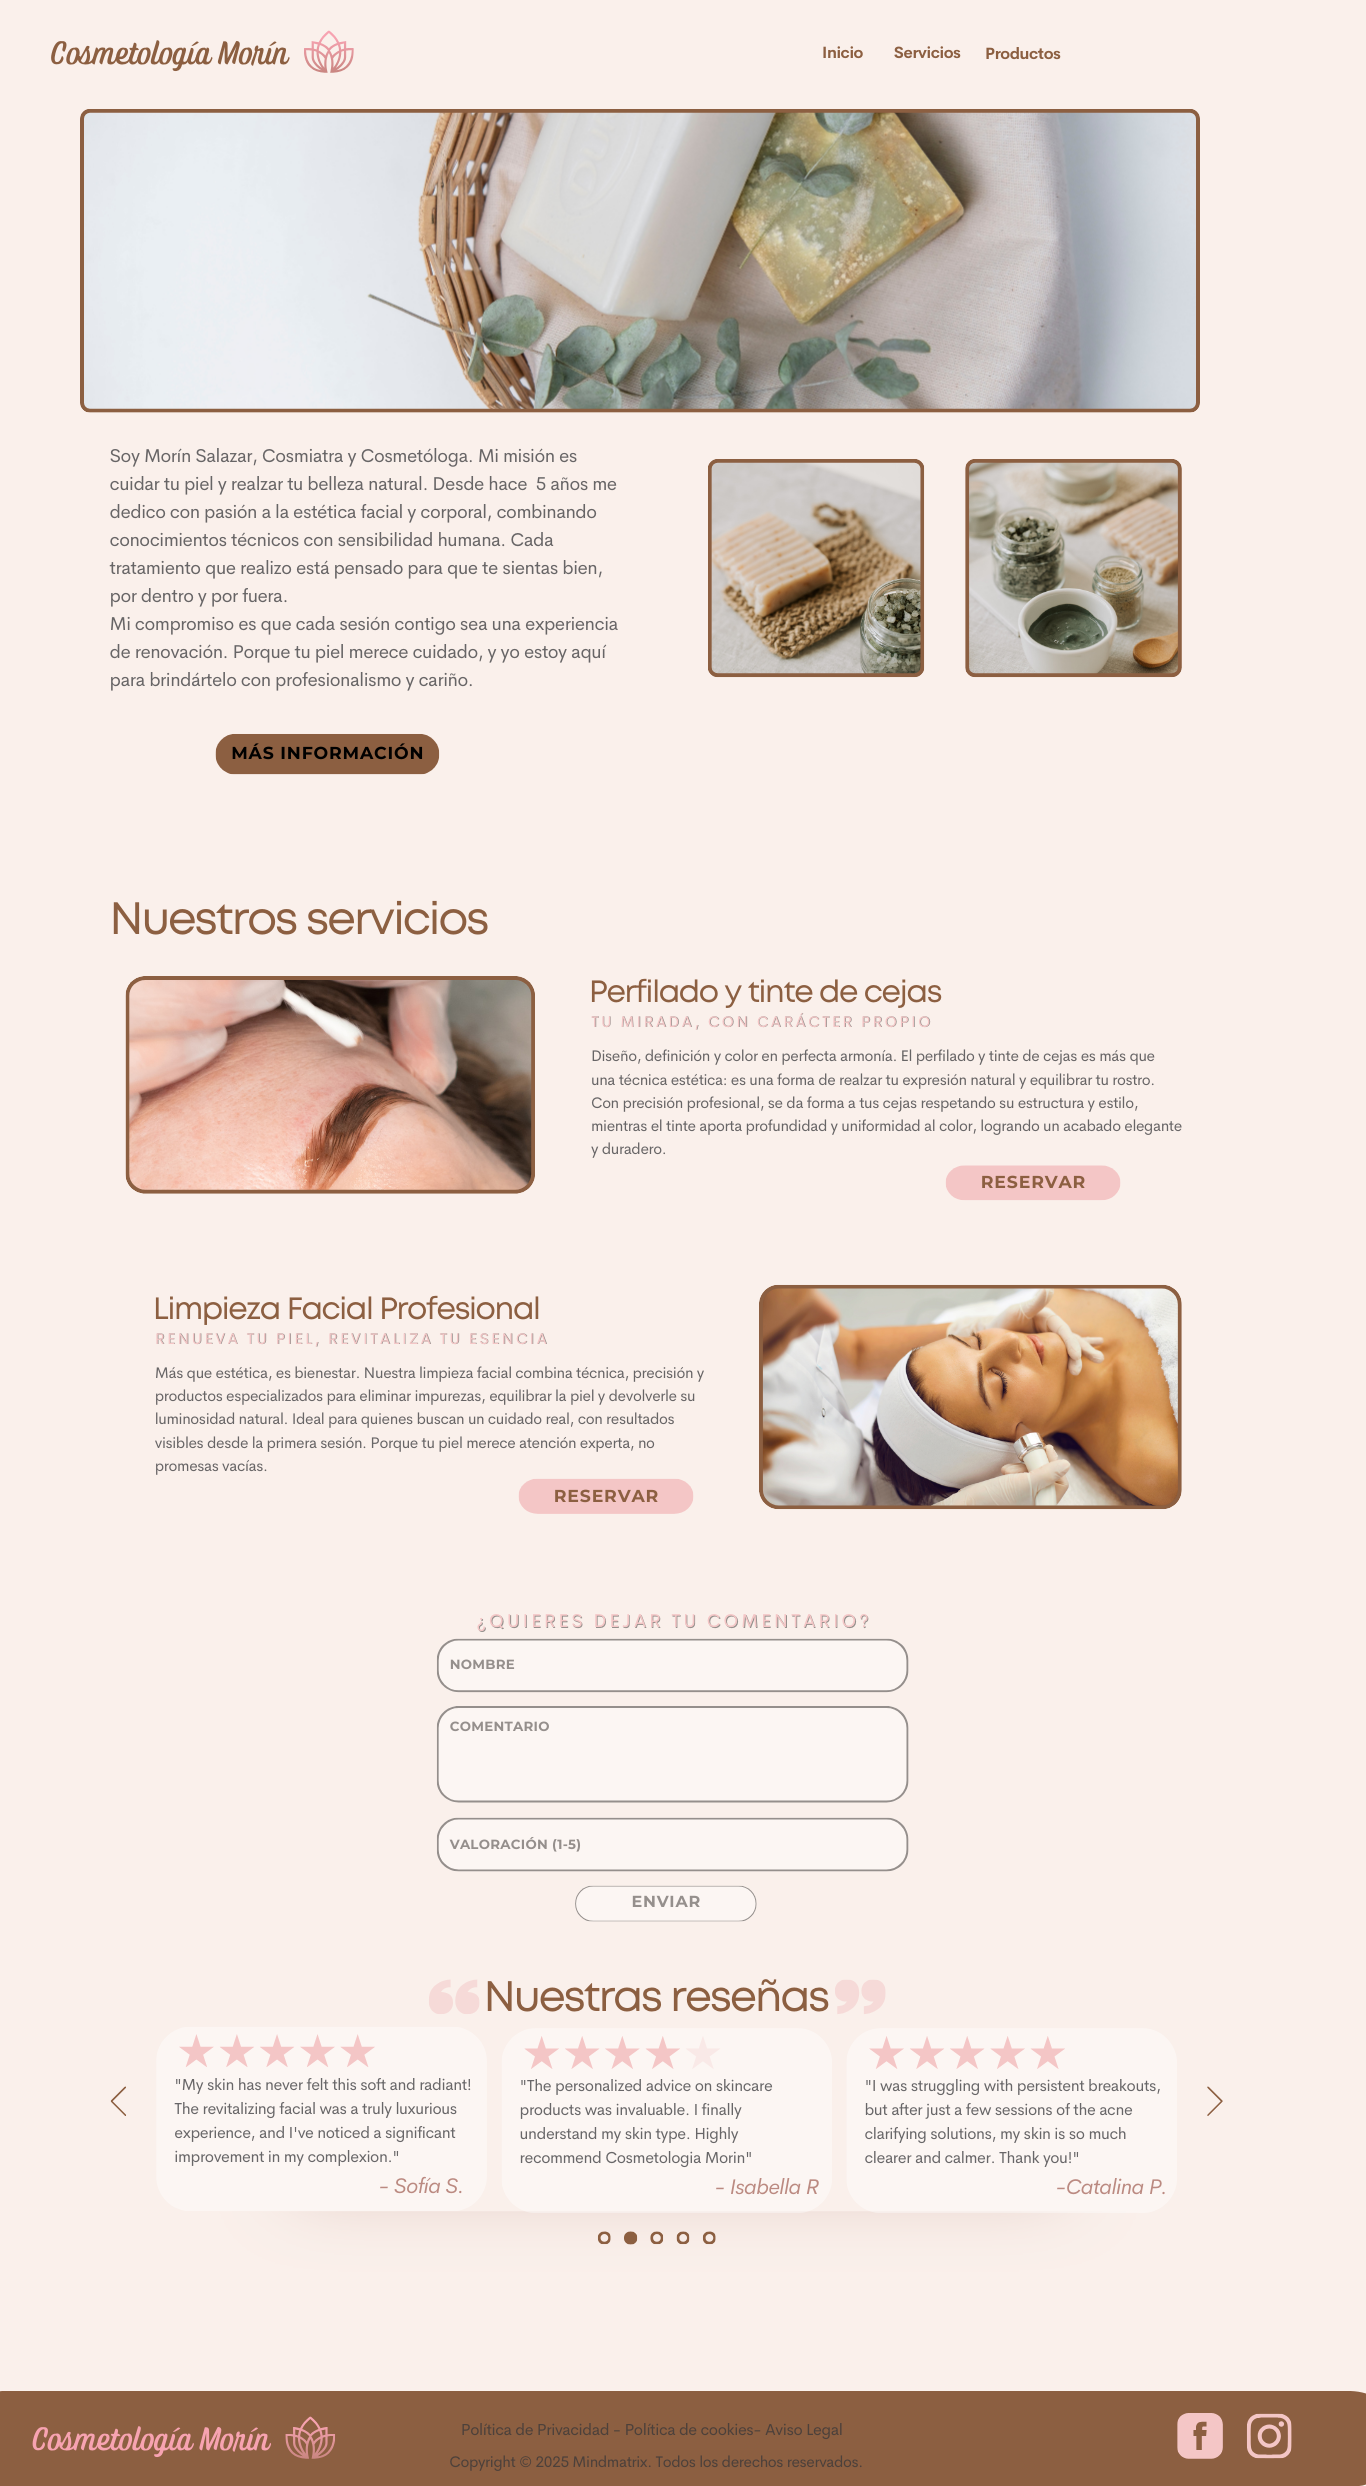 Cosmetología Morín
Inicio Servicios Productos
Soy Morín Salazar, Cosmiatra y Cosmetóloga. Mi misión es
cuidar tu piel y realzar tu belleza natural. Desde hace 5 años me
dedico con pasión a la estética facial y corporal, combinando
conocimientos técnicos con sensibilidad humana. Cada
tratamiento que realizo está pensado para que te sientas bien,
por dentro y por fuera.
Mi compromiso es que cada sesión contigo sea una experiencia
de renovación. Porque tu piel merece cuidado, y yo estoy aquí
para brindártelo con profesionalismo y cariño.
MÁS INFORMACIÓN
Nuestros servicios
Perfilado y tinte de cejas
TU MIRADA, CON CARÁCTER PROPIO
Diseño, definición y color en perfecta armonía. El perfilado y tinte de cejas es más que
una técnica estética: es una forma de realzar tu expresión natural y equilibrar tu rostro.
Con precisión profesional, se da forma a tus cejas respetando su estructura y estilo,
mientras el tinte aporta profundidad y uniformidad al color, logrando un acabado elegante
y duradero.
RESERVAR
Limpieza Facial Profesional
RENUEVA TU PIEL, REVITALIZA TU ESENCIA
Más que estética, es bienestar. Nuestra limpieza facial combina técnica, precisión y
productos especializados para eliminar impurezas, equilibrar la piel y devolverle su
luminosidad natural. Ideal para quienes buscan un cuidado real, con resultados
visibles desde la primera sesión. Porque tu piel merece atención experta, no
promesas vacías.
RESERVAR
¿QUIERES DEJAR TU COMENTARIO?
NOMBRE
COMENTARIO
VALORACIÓN (1-5)
ENVIAR
“Nuestras reseñas”
"My skin has never felt this soft and radiant!
The revitalizing facial was a truly luxurious
experience, and I've noticed a significant
improvement in my complexion."
- Sofía S.
"The personalized advice on skincare
products was invaluable. I finally
understand my skin type. Highly
recommend Cosmetologia Morin"
- Isabella R
"I was struggling with persistent breakouts,
but after just a few sessions of the acne
clarifying solutions, my skin is so much
clearer and calmer. Thank you!"
-Catalina P.
Cosmetología Morín
Política de Privacidad - Política de cookies- Aviso Legal
Copyright © 2025 Mindmatrix. Todos los derechos reservados.